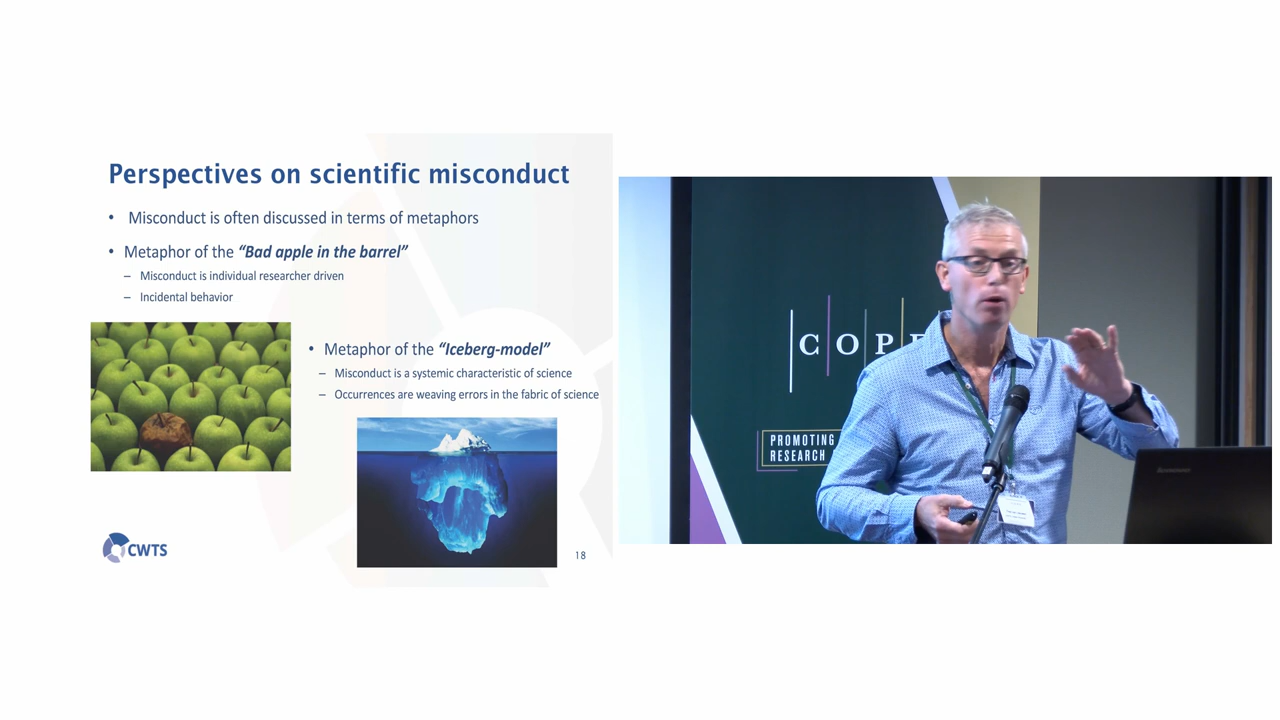 Perspectives on scientific misconduct
• Misconduct is often discussed in terms of metaphors
• Metaphor of the “Bad apple in the barrel”
– Misconduct is individual researcher driven
– Incidental behavior
• Metaphor of the “Iceberg-model”
– Misconduct is a systemic characteristic of science
– Occurrences are weaving errors in the fabric of science
CWTS
18
C O P
PROMOTING
RESEARCH